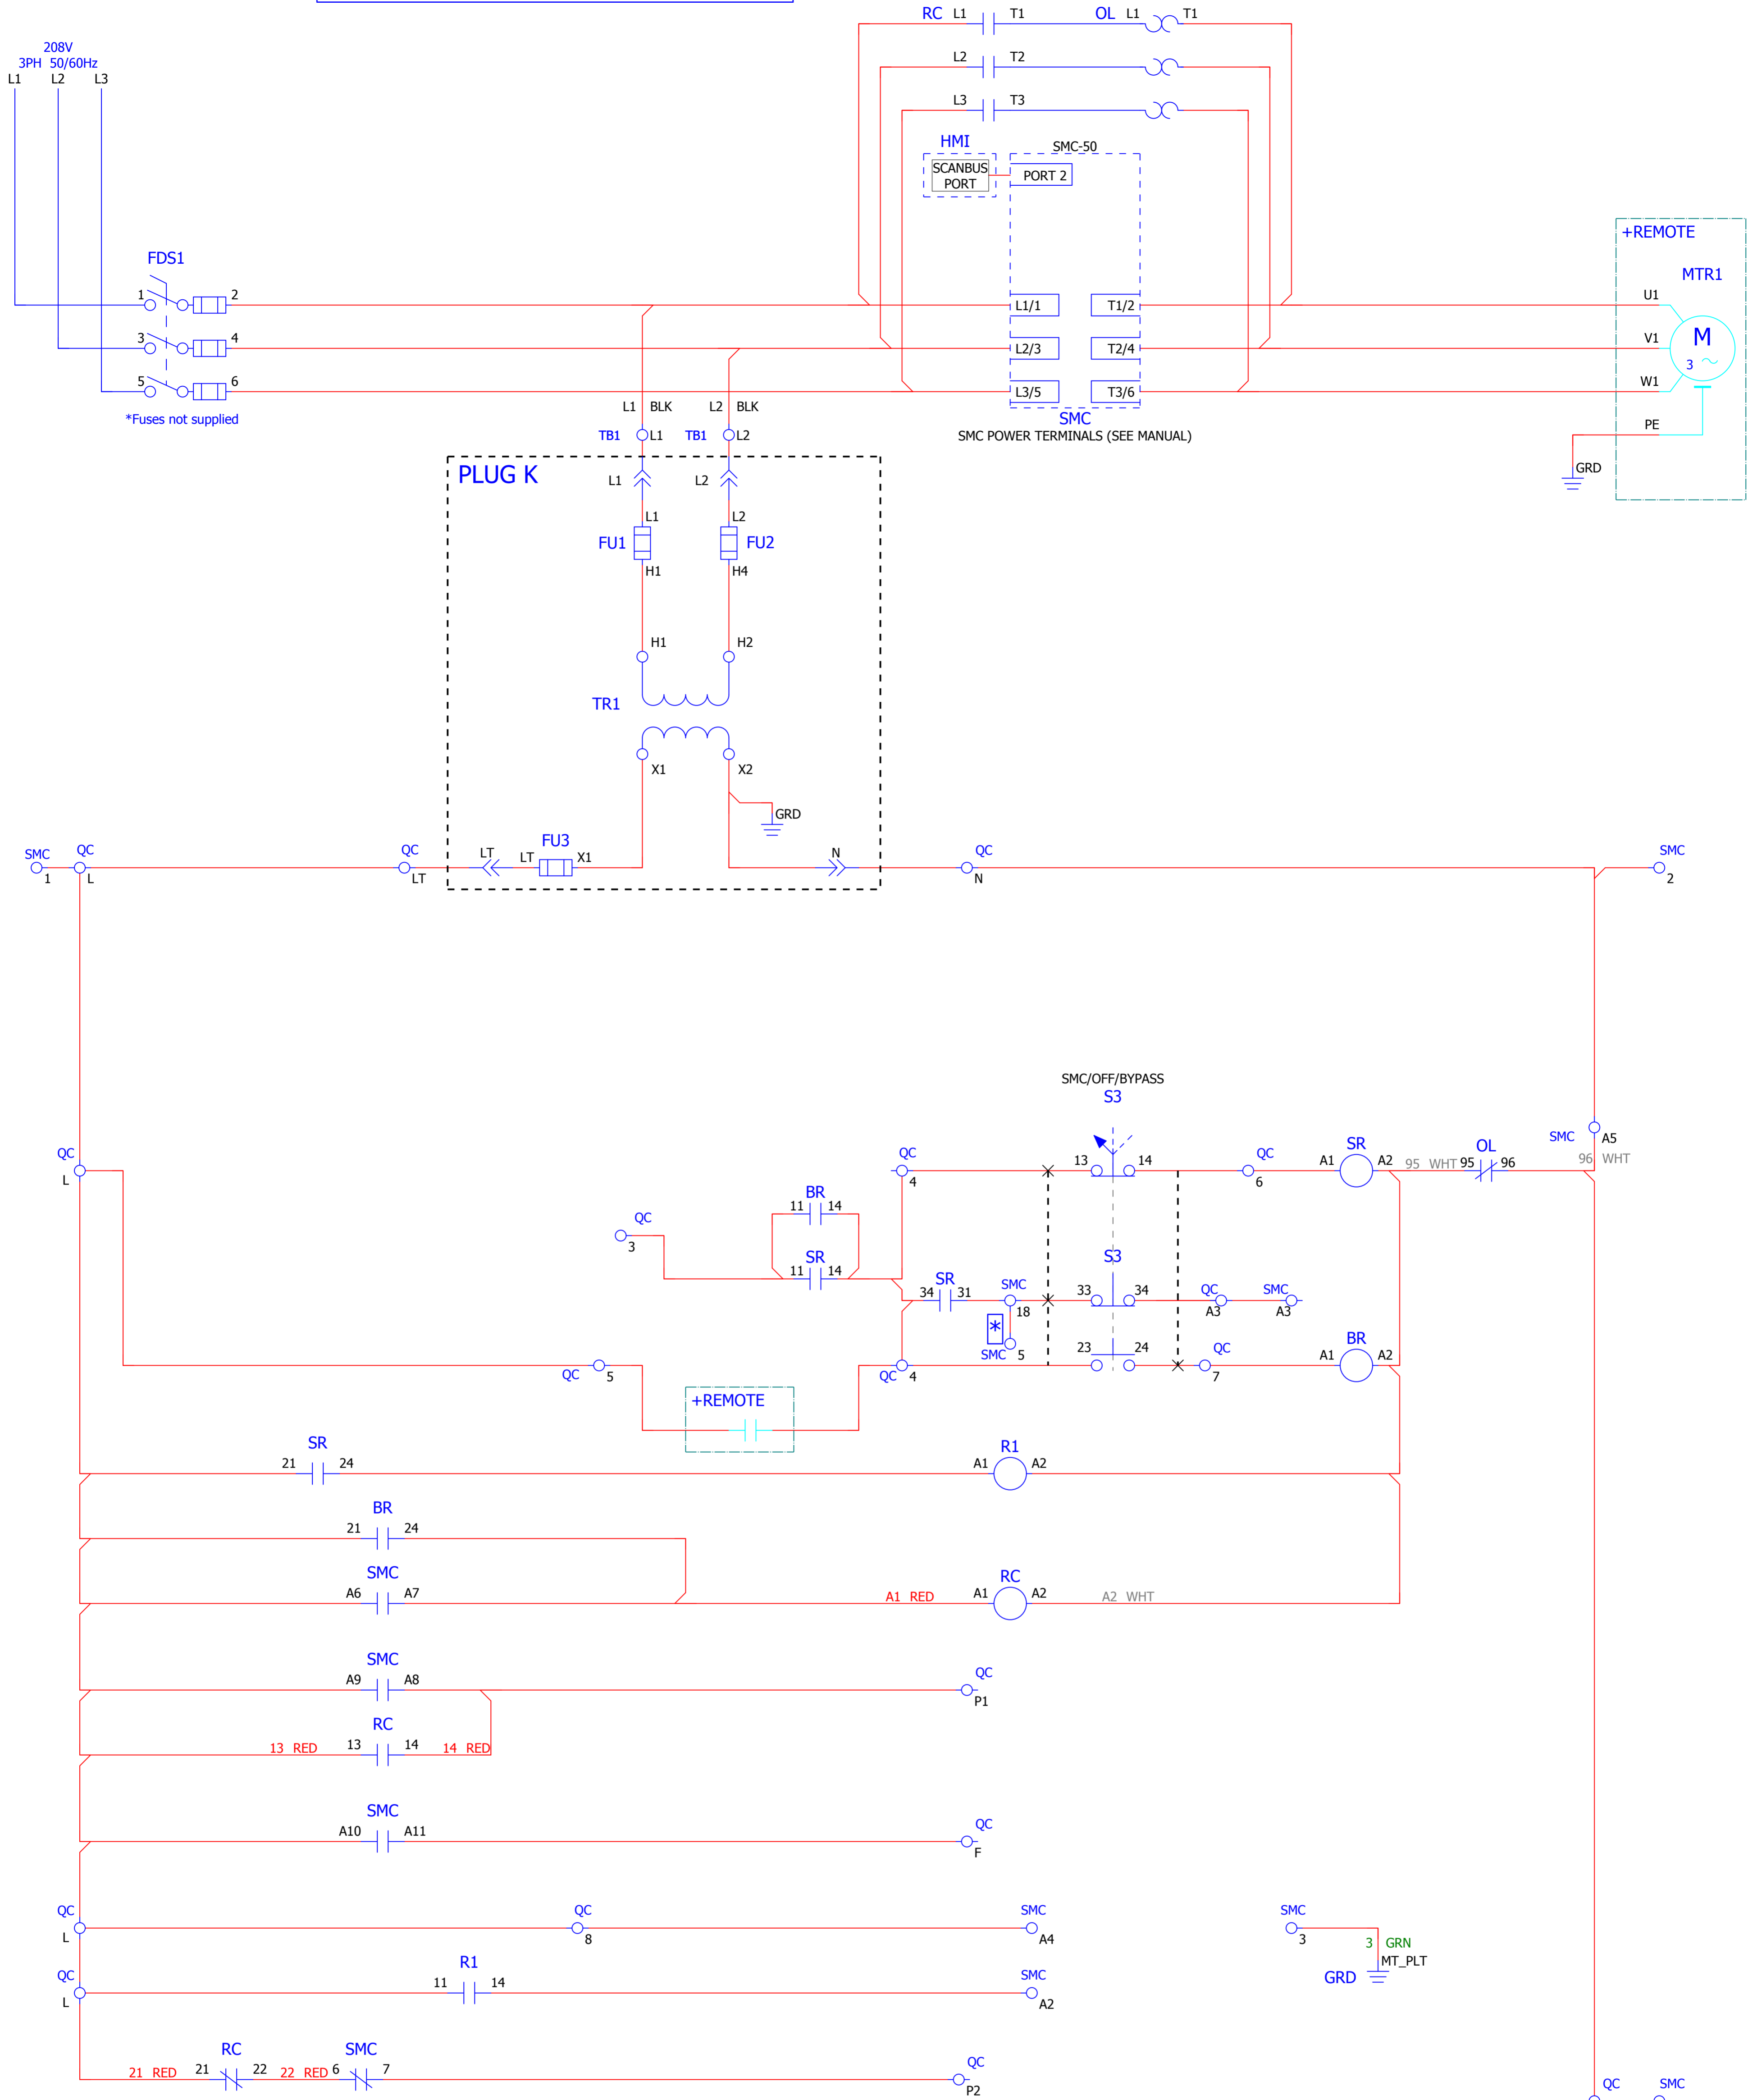 RC L1 T1 OL L1 T1
208V
3PH 50/60Hz
L1 L2 L3
L2 T2
L3 T3
HMI
SMC-50
SCANBUS
PORT
PORT 2
+REMOTE
MTR1
FDS1
1 2
L1/1 T1/2
U1
3 4
L2/3 T2/4
V1
M
3
5 6
L3/5 T3/6
W1
*Fuses not supplied
L1 BLK L2 BLK
SMC
PE
TB1 L1 TB1 L2
SMC POWER TERMINALS (SEE MANUAL)
GRD
PLUG K
L1 L2
L1 L2
FU1 FU2
H1 H4
H1 H2
TR1
X1 X2
GRD
SMC QC QC FU3 QC SMC
LT LT X1 N
1 L LT N 2
SMC/OFF/BYPASS
S3
SMC A5
QC QC 13 14 QC SR OL
A1 A2 95 WHT 95 96 96 WHT
L 4 6
BR
11 14
QC
3
SR
11 14
S3
SR SMC
34 31 33 34 QC SMC
18 A3 A3
*
SMC 5
23 24 QC BR
A1 A2
QC 5 QC 4 7
+REMOTE
SR R1
21 24 A1 A2
BR
21 24
SMC RC
A6 A7 A1 RED A1 A2 A2 WHT
SMC QC
A9 A8
P1
RC
13 RED 13 14 14 RED
SMC QC
A10 A11
F
QC QC SMC SMC
L 8 A4 3
3 GRN
MT_PLT
GRD
QC R1 SMC
11 14
L A2
RC SMC QC
21 RED 21 22 22 RED 6 7
P2
QC SMC